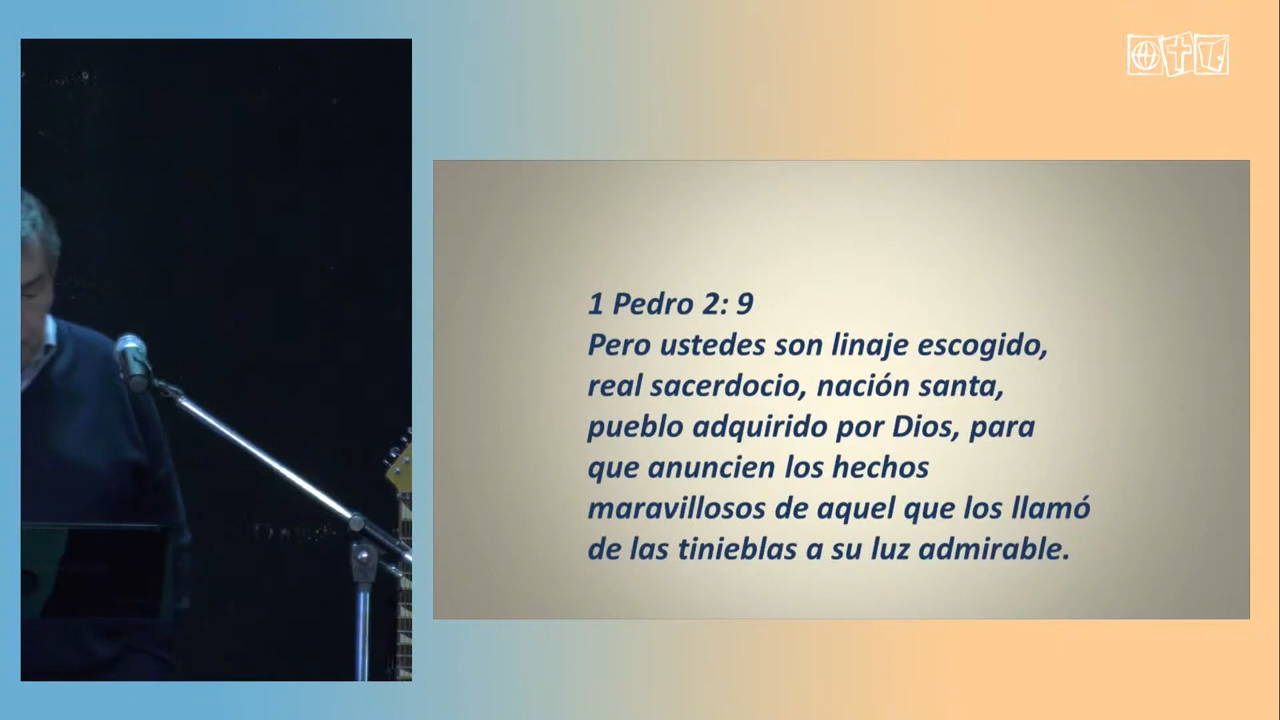 1 Pedro 2: 9
Pero ustedes son linaje escogido,
real sacerdocio, nación santa,
pueblo adquirido por Dios, para
que anuncien los hechos
maravillosos de aquel que los llamó
de las tinieblas a su luz admirable.